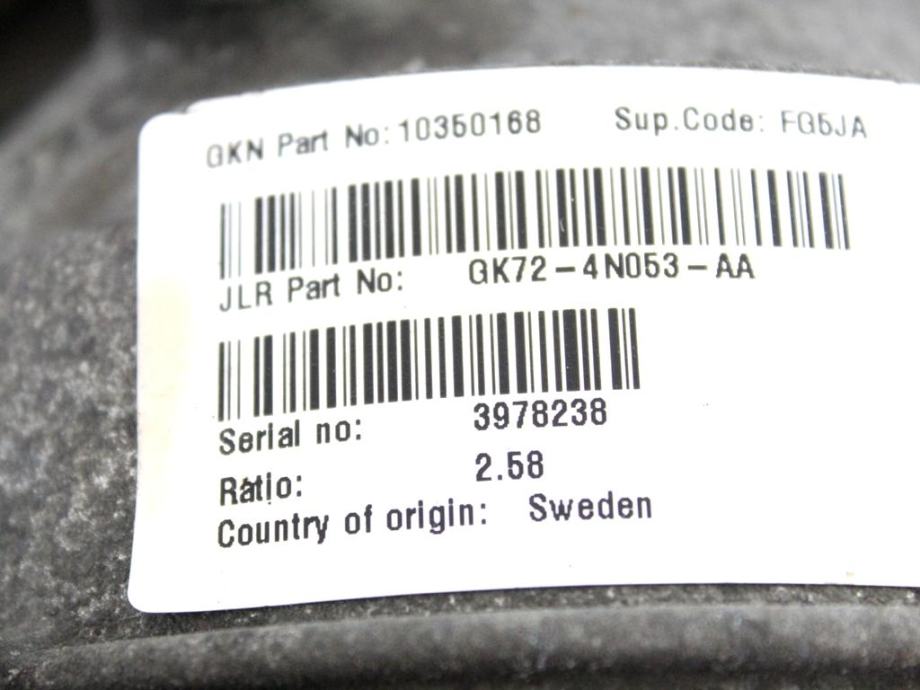 GKN Part No: 10350168 Sup.Code: FG5JA
JLR Part No: GK72-4N053-AA
Serial no: 3978238
Ratio: 2.58
Country of origin: Sweden